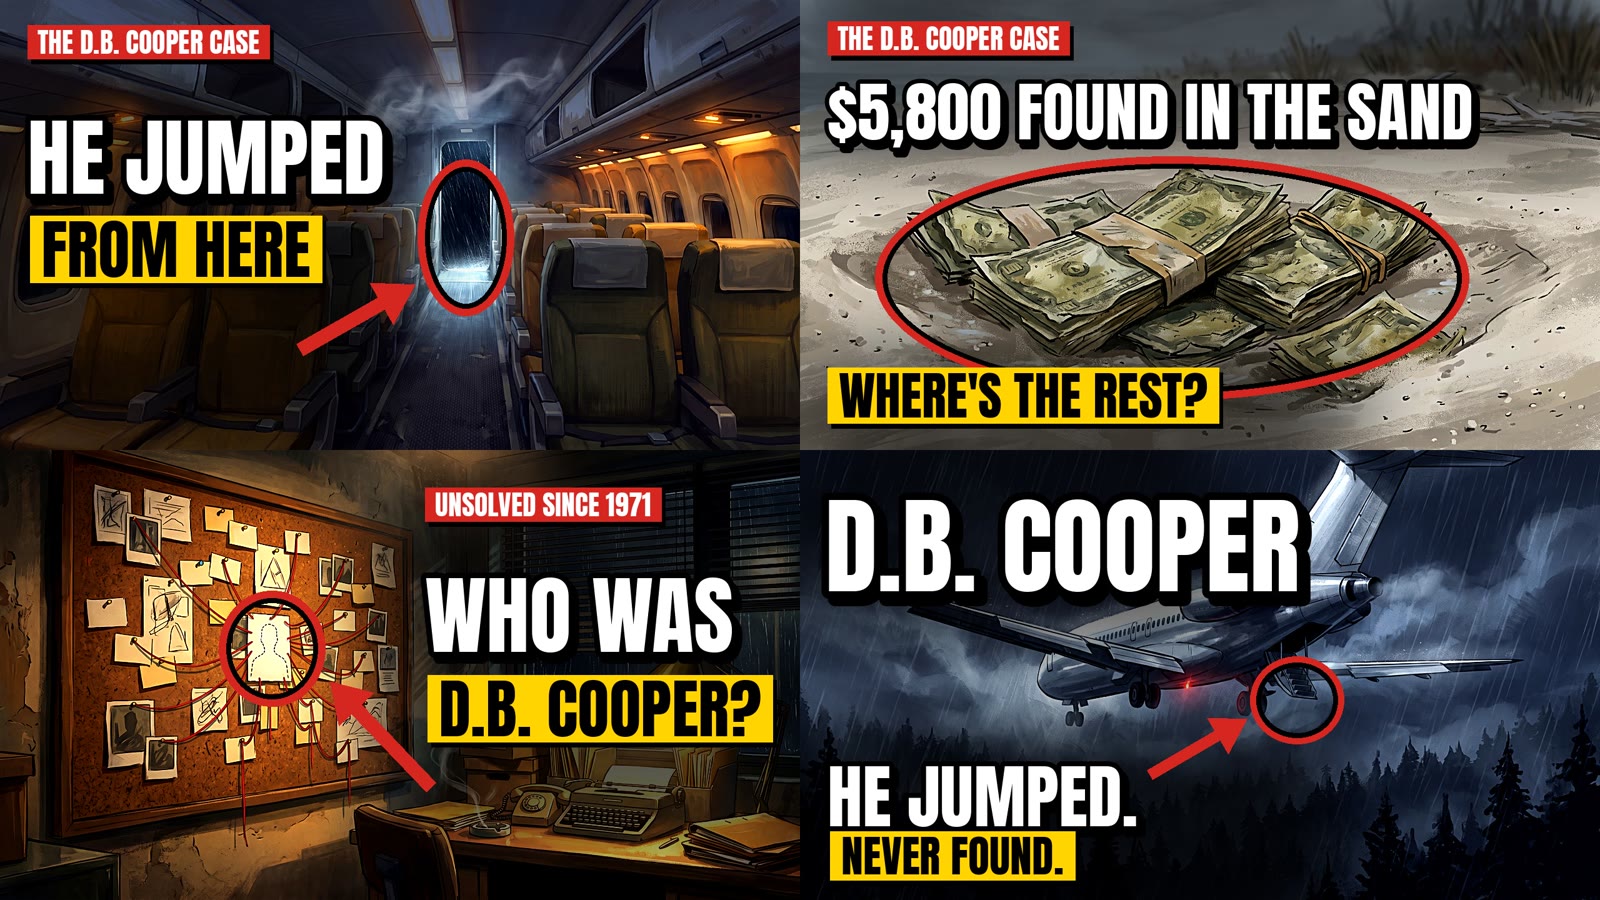 THE D.B. COOPER CASE
HE JUMPED
FROM HERE
THE D.B. COOPER CASE
$5,800 FOUND IN THE SAND
WHERE'S THE REST?
UNSOLVED SINCE 1971
WHO WAS
D.B. COOPER?
D.B. COOPER
HE JUMPED.
NEVER FOUND.